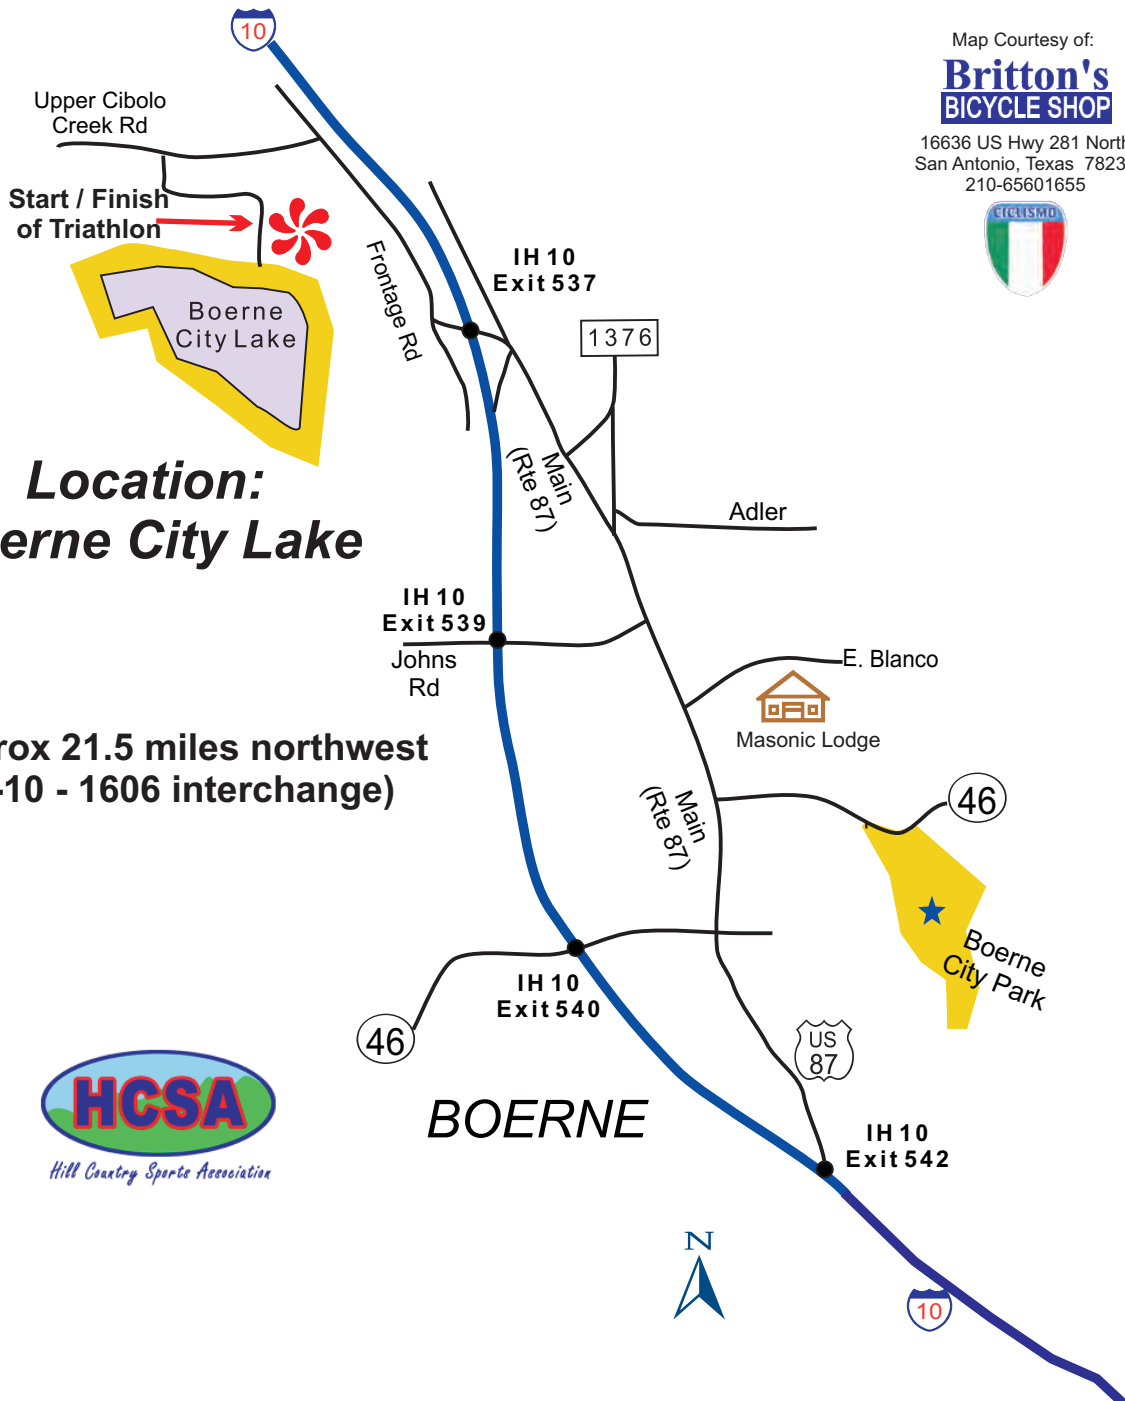 10
Map Courtesy of:
Britton's
BICYCLE SHOP
16636 US Hwy 281 North
San Antonio, Texas 7823
210-65601655
CICLISMO
Upper Cibolo
Creek Rd
Start / Finish
of Triathlon
Boerne
City Lake
Frontage Rd
IH 10
Exit 537
1376
Main
(Rte 87)
Location:
erne City Lake
Adler
IH 10
Exit 539
Johns
Rd
E. Blanco
Masonic Lodge
rox 21.5 miles northwest
-10 - 1606 interchange)
Main
(Rte 87)
46
Boerne
City Park
IH 10
Exit 540
46
US
87
HCSA
Hill Country Sports Association
BOERNE
IH 10
Exit 542
N
10